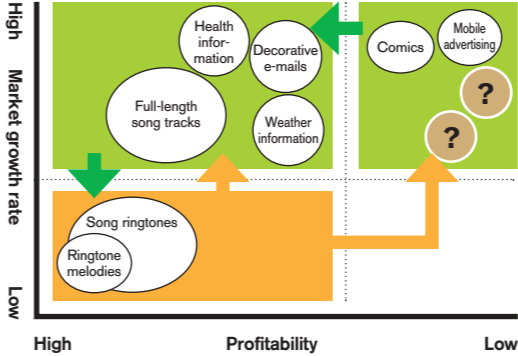 High
Market growth rate
Low
Health
infor-
mation
Decorative
e-mails
Full-length
song tracks
Weather
information
Comics
Mobile
advertising
?
?
Song ringtones
Ringtone
melodies
High
Profitability
Low